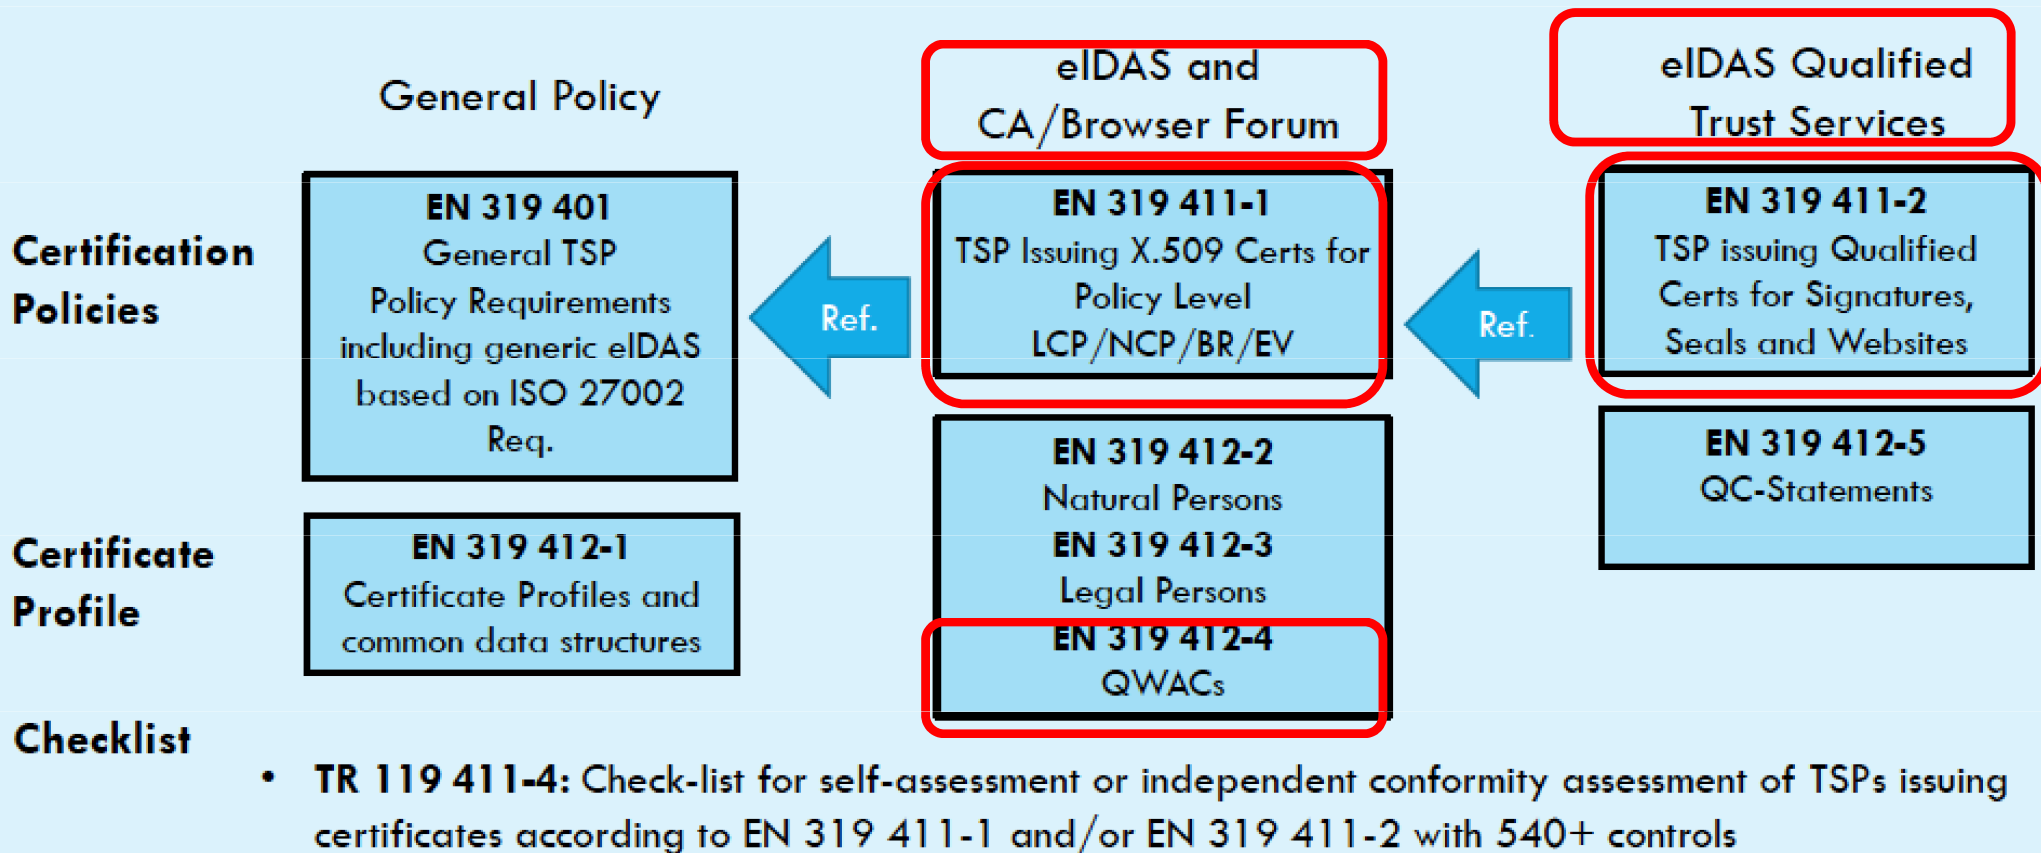 General Policy
eIDAS and
CA/Browser Forum
eIDAS Qualified
Trust Services
Certification
Policies
EN 319 401
General TSP
Policy Requirements
including generic eIDAS
based on ISO 27002
Req.
Ref.
EN 319 411-1
TSP Issuing X.509 Certs for
Policy Level
LCP/NCP/BR/EV
Ref.
EN 319 411-2
TSP issuing Qualified
Certs for Signatures,
Seals and Websites
Certificate
Profile
EN 319 412-1
Certificate Profiles and
common data structures
EN 319 412-2
Natural Persons
EN 319 412-3
Legal Persons
EN 319 412-4
QWACs
EN 319 412-5
QC-Statements
Checklist
• TR 119 411-4: Check-list for self-assessment or independent conformity assessment of TSPs issuing
certificates according to EN 319 411-1 and/or EN 319 411-2 with 540+ controls